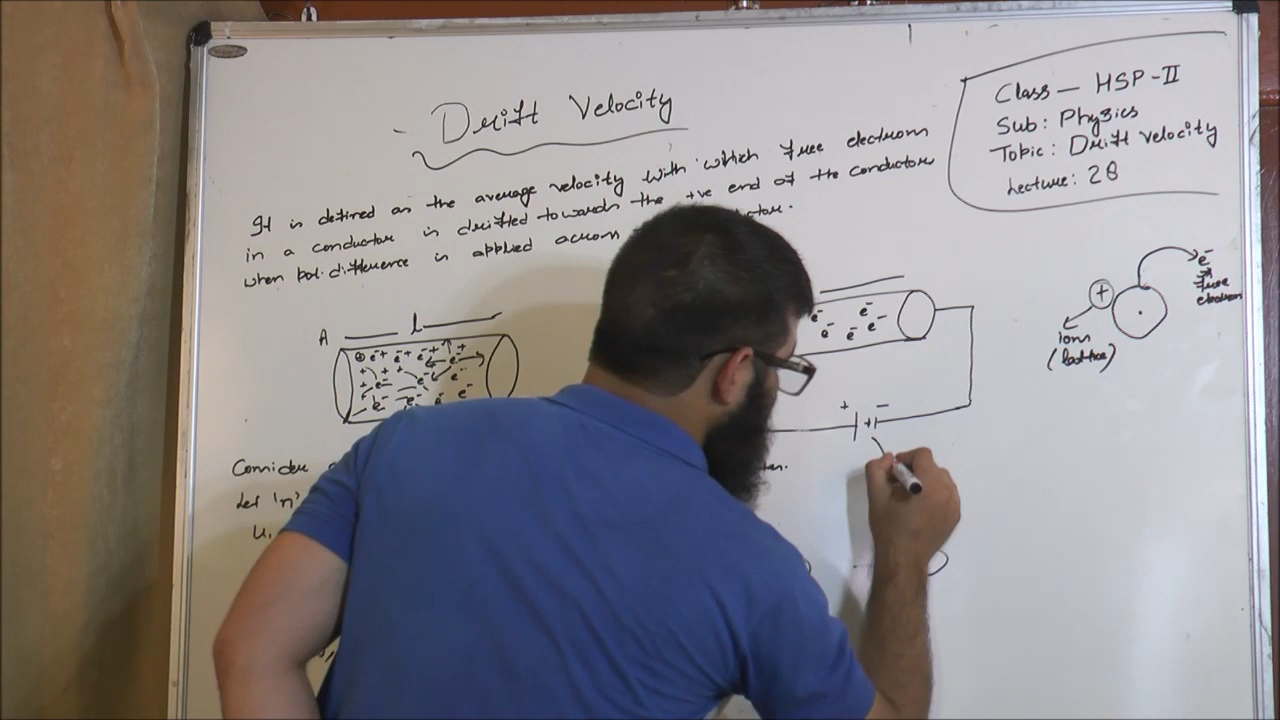 Drift Velocity
Class — HSP-II
Sub: Physics
Topic: Drift velocity
Lecture: 28
It is defined as the average velocity with which free electrons
in a conductor is drifted towards the +ve end of the conductor
when pot. difference is applied across
A l
⊕ e⁻ + e⁻ + e⁻ +
e⁻ e⁻ e⁻ e⁻ e⁻
+ −
+ e⁻
free
electron
ions
(lattice)
Consider
let 'n'
u₁